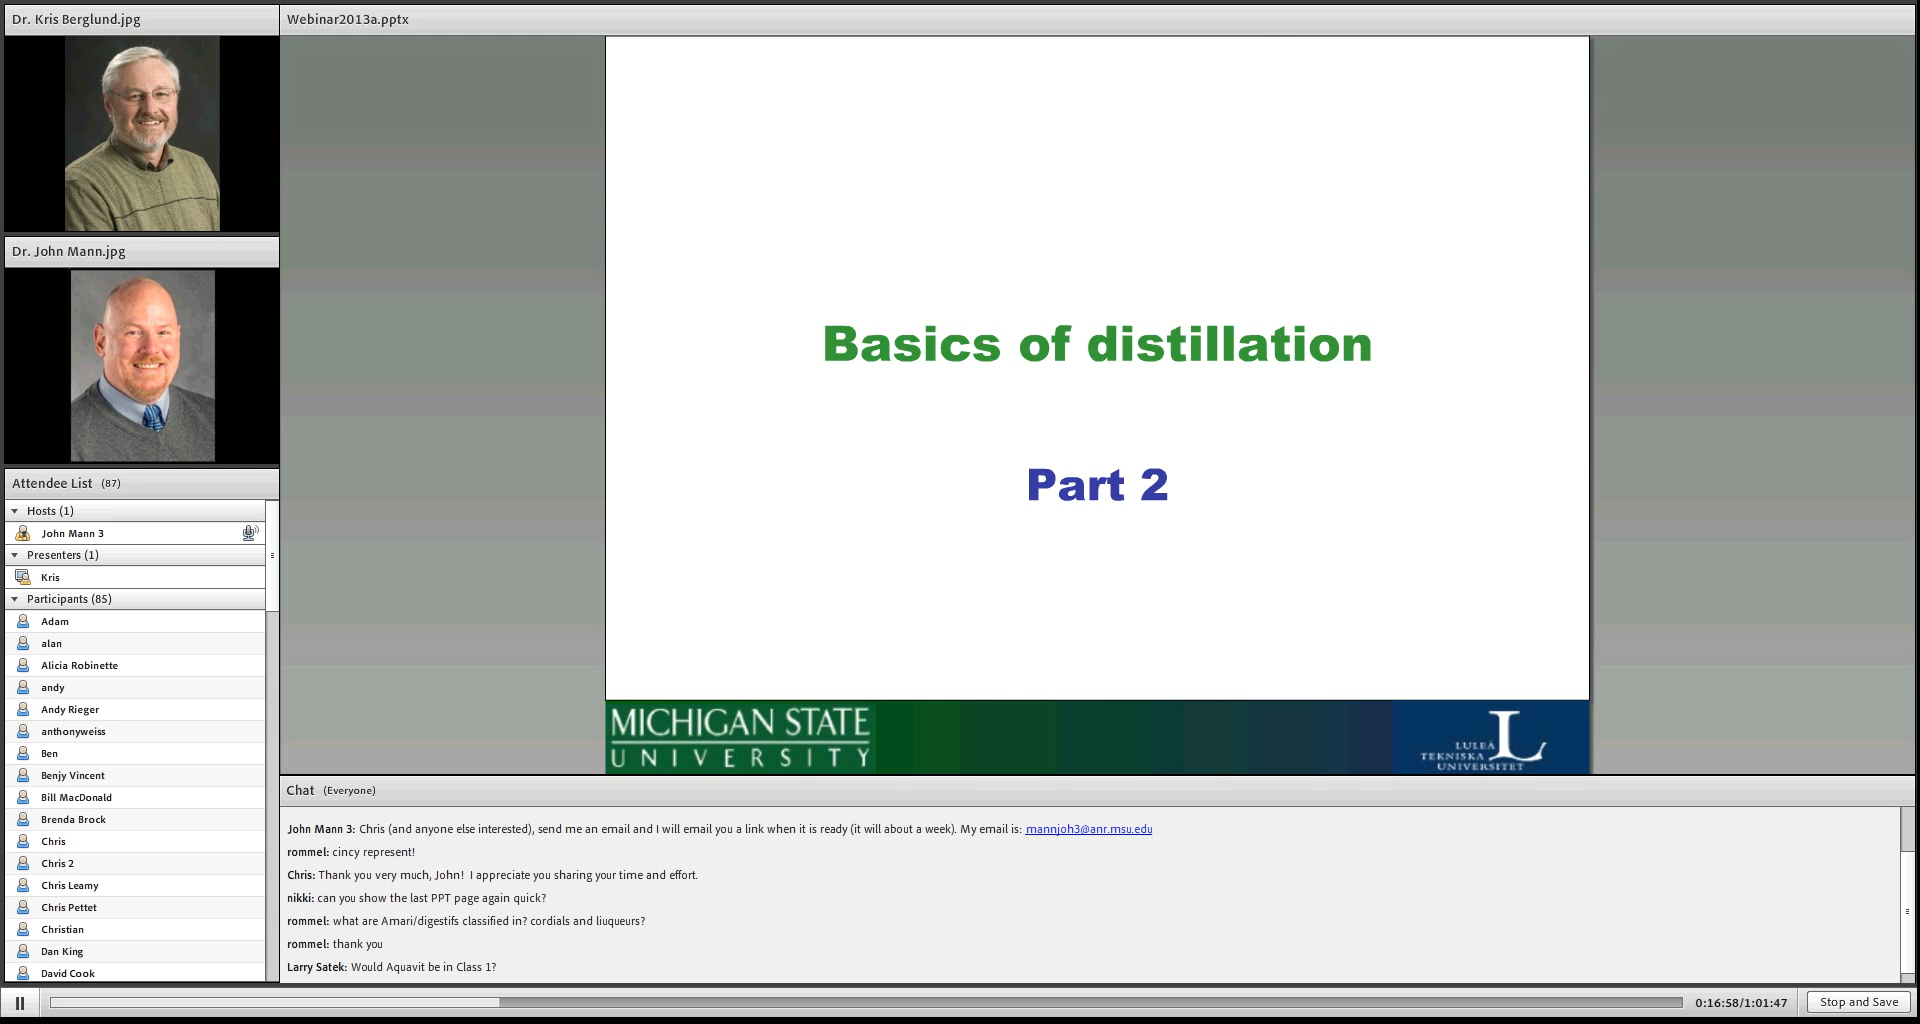 Dr. Kris Berglund.jpg
Dr. John Mann.jpg
Attendee List (87)
Hosts (1)
John Mann 3
Presenters (1)
Kris
Participants (85)
Adam
alan
Alicia Robinette
andy
Andy Rieger
anthonyweiss
Ben
Benjy Vincent
Bill MacDonald
Brenda Brock
Chris
Chris 2
Chris Leamy
Chris Pettet
Christian
Dan King
David Cook
Webinar2013a.pptx
Basics of distillation
Part 2
MICHIGAN STATE
UNIVERSITY
LULEÅ
TEKNISKA
UNIVERSITET
Chat (Everyone)
John Mann 3: Chris (and anyone else interested), send me an email and I will email you a link when it is ready (it will about a week). My email is: mannjoh3@anr.msu.edu
rommel: cincy represent!
Chris: Thank you very much, John! I appreciate you sharing your time and effort.
nikki: can you show the last PPT page again quick?
rommel: what are Amari/digestifs classified in? cordials and liuqueurs?
rommel: thank you
Larry Satek: Would Aquavit be in Class 1?
0:16:58/1:01:47
Stop and Save